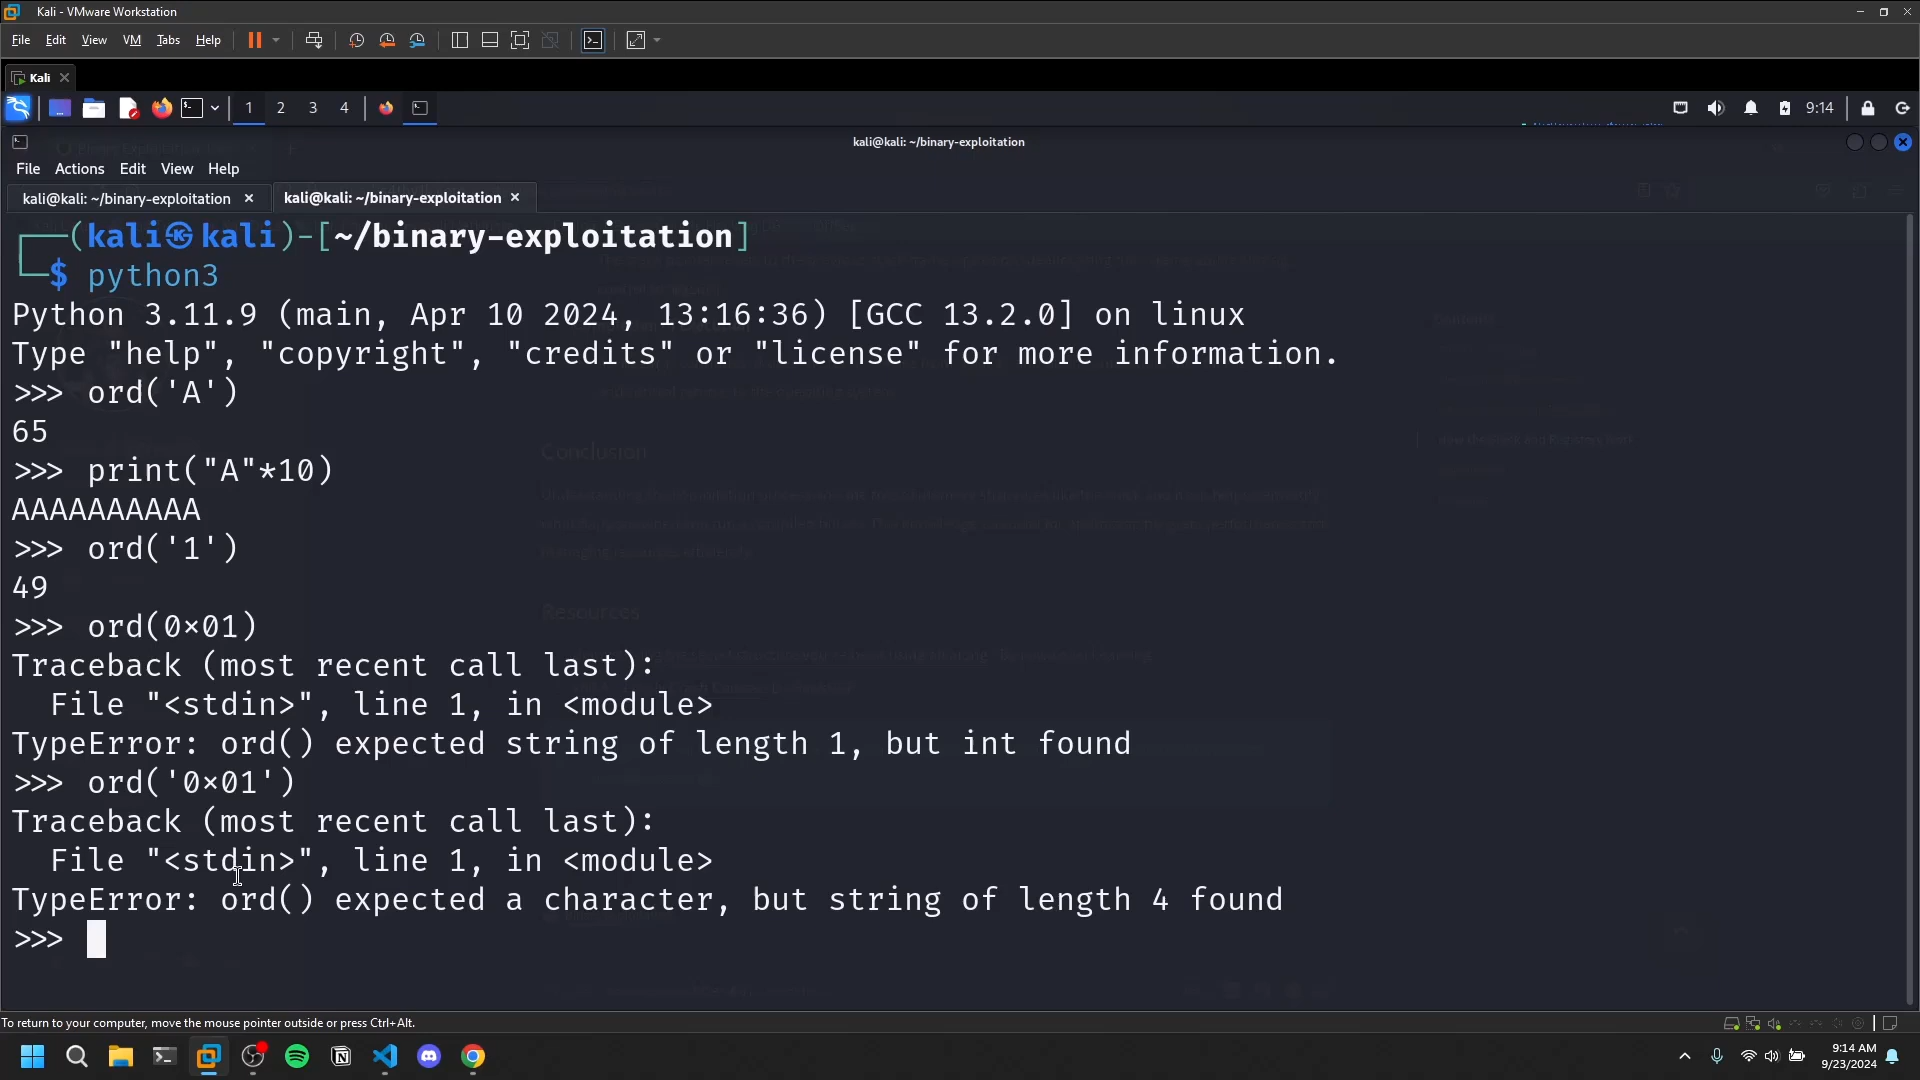 Kali - VMware Workstation
File Edit View VM Tabs Help
Kali
1 2 3 4
9:14
kali@kali: ~/binary-exploitation
File Actions Edit View Help
kali@kali: ~/binary-exploitation
kali@kali: ~/binary-exploitation
┌──(kali㉿kali)-[~/binary-exploitation]
└─$ python3
Python 3.11.9 (main, Apr 10 2024, 13:16:36) [GCC 13.2.0] on linux
Type "help", "copyright", "credits" or "license" for more information.
>>> ord('A')
65
>>> print("A"*10)
AAAAAAAAAA
>>> ord('1')
49
>>> ord(0×01)
Traceback (most recent call last):
  File "<stdin>", line 1, in <module>
TypeError: ord() expected string of length 1, but int found
>>> ord('0×01')
Traceback (most recent call last):
  File "<stdin>", line 1, in <module>
TypeError: ord() expected a character, but string of length 4 found
>>>
Conclusion
Resources
To return to your computer, move the mouse pointer outside or press Ctrl+Alt.
9:14 AM
9/23/2024